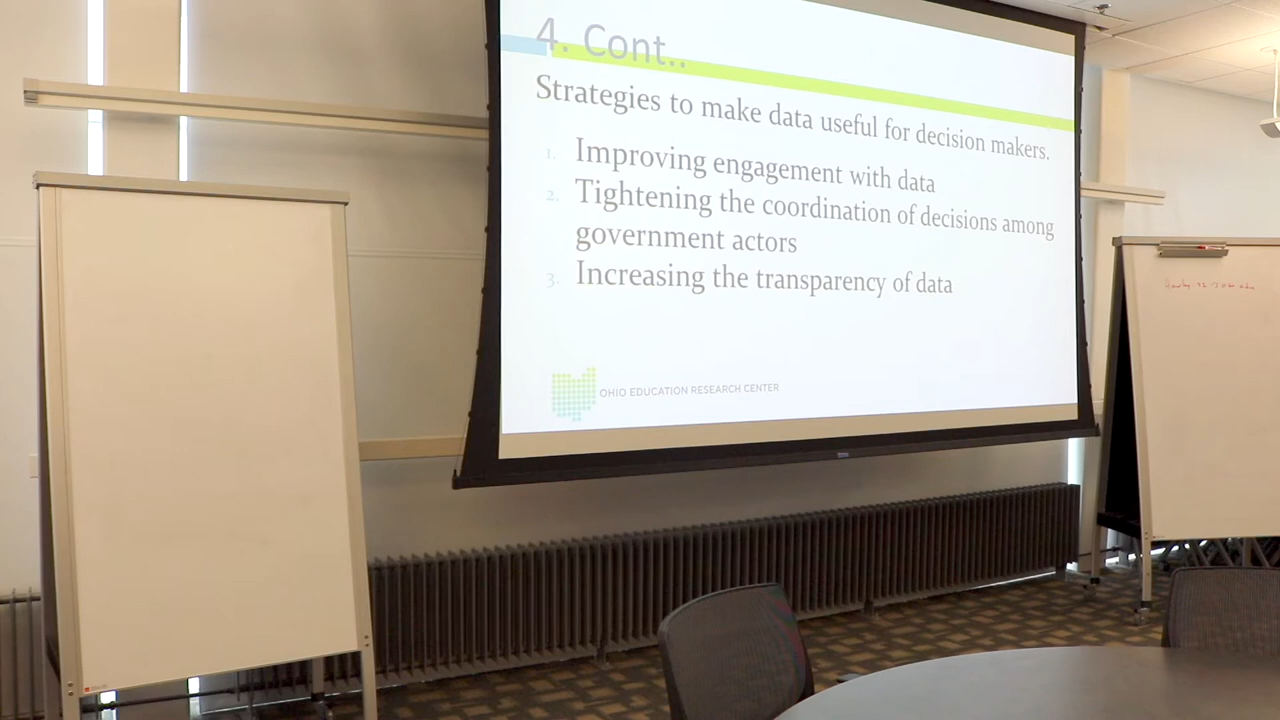 4. Cont..
Strategies to make data useful for decision makers.
1. Improving engagement with data
2. Tightening the coordination of decisions among
government actors
3. Increasing the transparency of data
OHIO EDUCATION RESEARCH CENTER